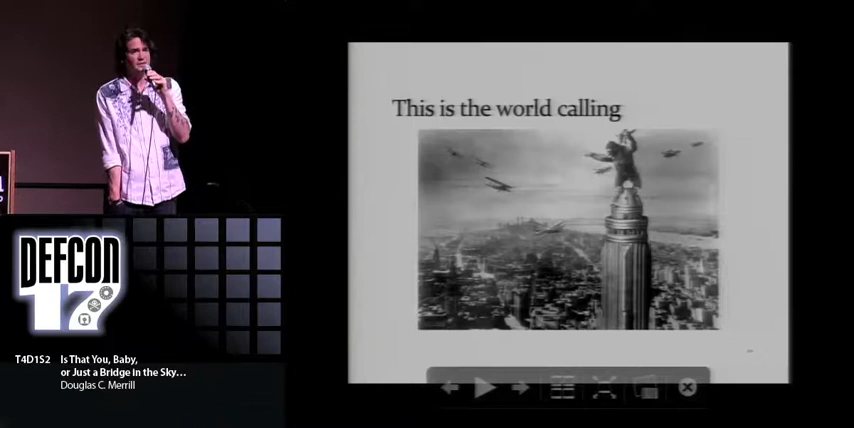 This is the world calling
DEFCON
17
T4D1S2 Is That You, Baby,
or Just a Bridge in the Sky...
Douglas C. Merrill